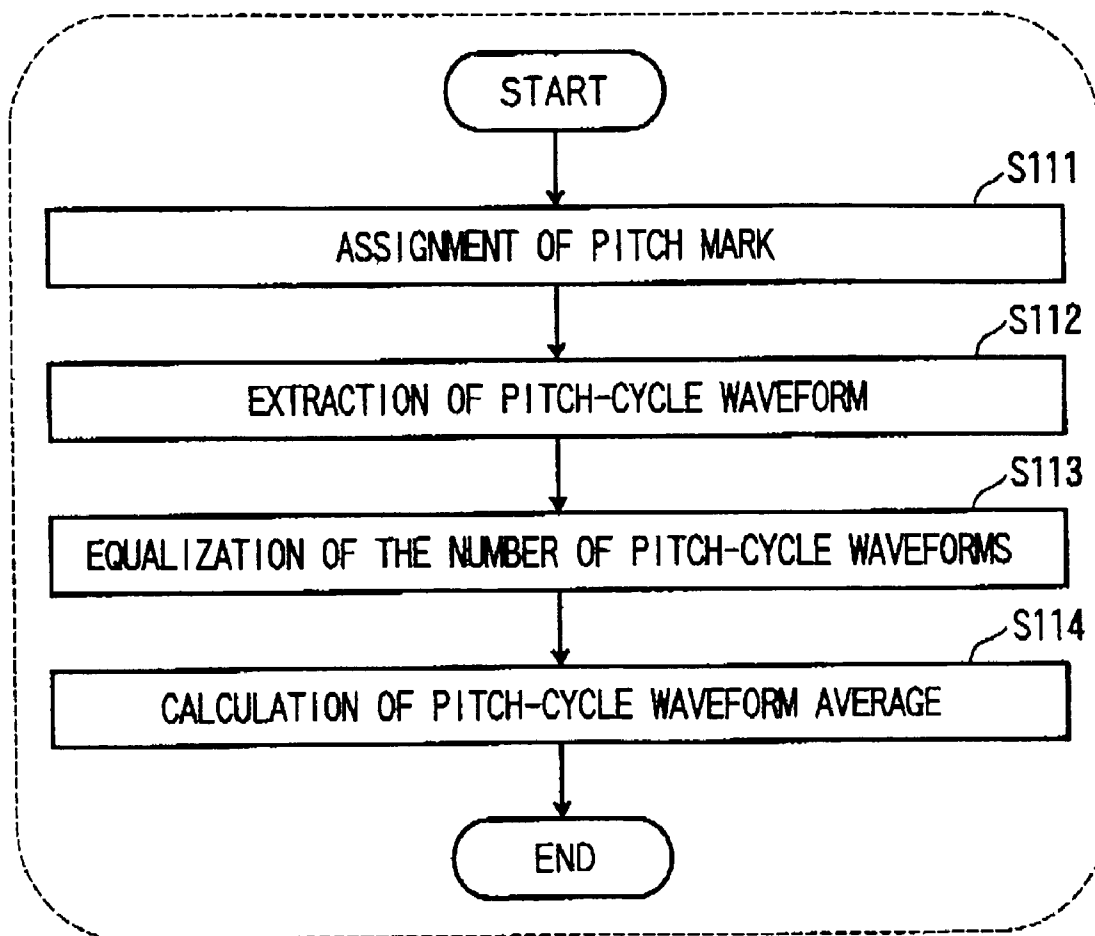 START
S111
ASSIGNMENT OF PITCH MARK
S112
EXTRACTION OF PITCH-CYCLE WAVEFORM
S113
EQUALIZATION OF THE NUMBER OF PITCH-CYCLE WAVEFORMS
S114
CALCULATION OF PITCH-CYCLE WAVEFORM AVERAGE
END